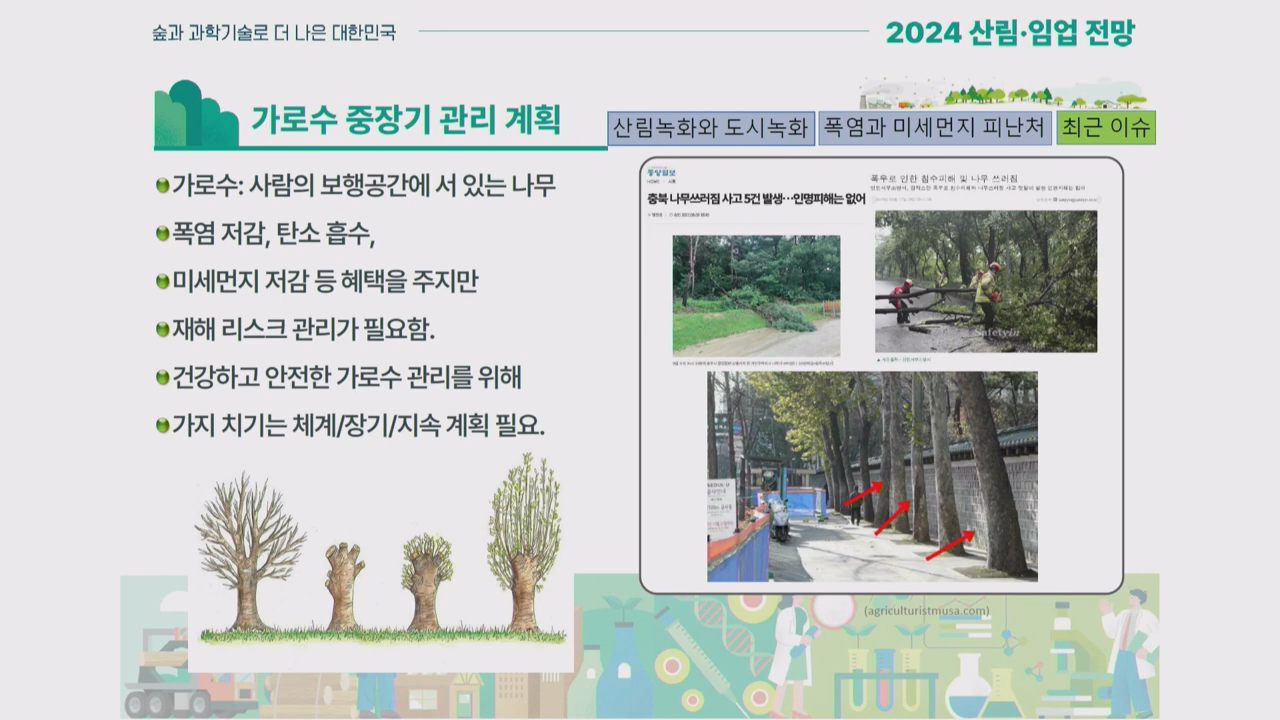 숲과 과학기술로 더 나은 대한민국
2024 산림·임업 전망
가로수 중장기 관리 계획
산림녹화와 도시녹화
폭염과 미세먼지 피난처
최근 이슈
가로수: 사람의 보행공간에 서 있는 나무
폭염 저감, 탄소 흡수,
미세먼지 저감 등 혜택을 주지만
재해 리스크 관리가 필요함.
건강하고 안전한 가로수 관리를 위해
가지 치기는 체계/장기/지속 계획 필요.
중앙일보
충북 나무쓰러짐 사고 5건 발생…인명피해는 없어
폭우로 인한 침수피해 및 나무 쓰러짐
Safetyin
(agriculturistmusa.com)